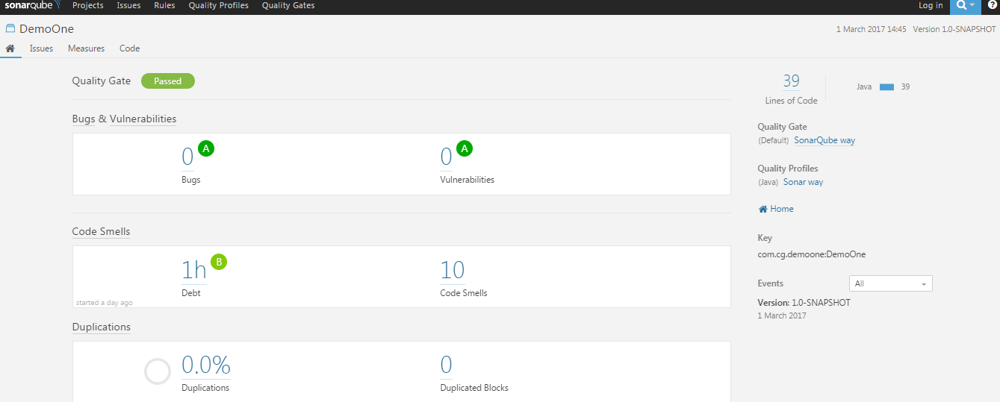 sonarqube Projects Issues Rules Quality Profiles Quality Gates Log in ?
DemoOne
1 March 2017 14:45 Version 1.0-SNAPSHOT
Issues Measures Code
Quality Gate Passed
Bugs & Vulnerabilities
0 A
Bugs
0 A
Vulnerabilities
Code Smells
1h B
Debt
started a day ago
10
Code Smells
Duplications
0.0%
Duplications
0
Duplicated Blocks
39
Lines of Code
Java 39
Quality Gate
(Default) SonarQube way
Quality Profiles
(Java) Sonar way
Home
Key
com.cg.demoone:DemoOne
Events All
Version: 1.0-SNAPSHOT
1 March 2017